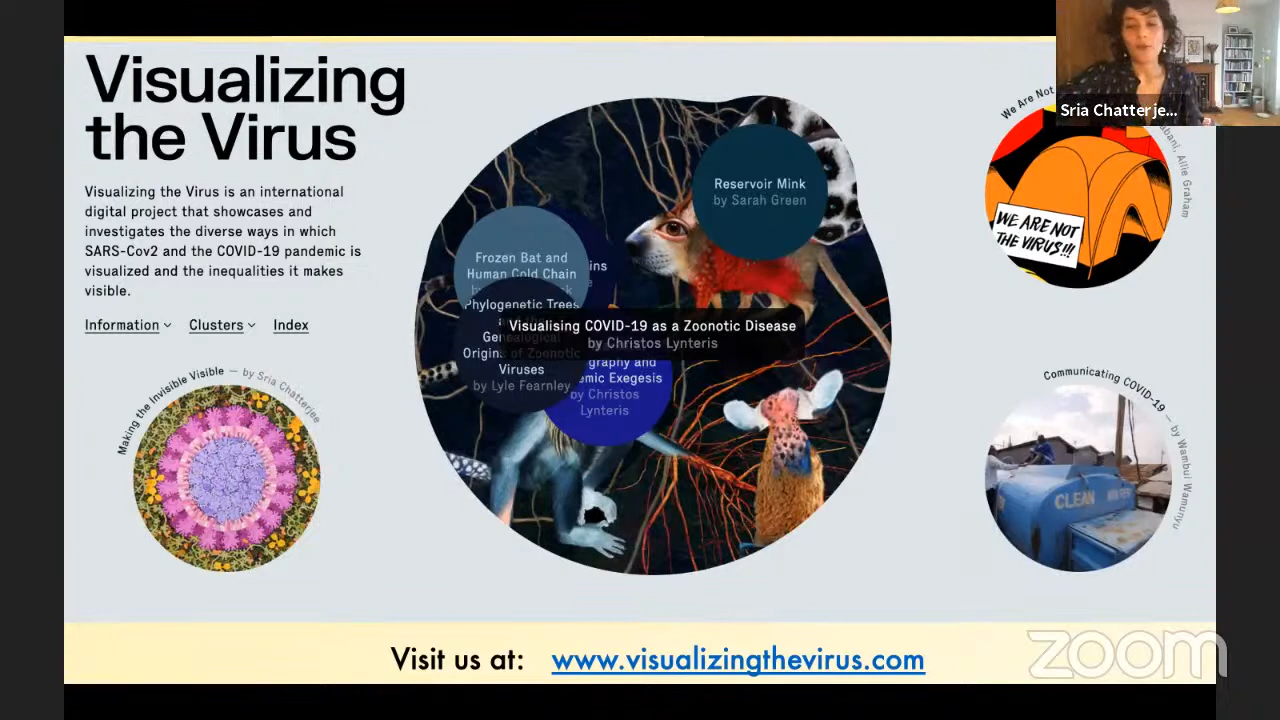 Visualizing
the Virus
Visualizing the Virus is an international
digital project that showcases and
investigates the diverse ways in which
SARS-Cov2 and the COVID-19 pandemic is
visualized and the inequalities it makes
visible.
Information
Clusters
Index
Making the Invisible Visible — by Sria Chatterjee
Reservoir Mink
by Sarah Green
Frozen Bat and
Human Cold Chain
Phylogenetic Trees
Origins of Zoonotic
Viruses
by Lyle Fearnley
Visualising COVID-19 as a Zoonotic Disease
by Christos Lynteris
and
Exegesis
by Christos
Lynteris
We Are Not
Allie Graham
WE ARE NOT
THE VIRUS!!!
Communicating COVID-19 — by Wambui Wamunyu
CLEAN
Sria Chatterje...
Visit us at: www.visualizingthevirus.com
zoom